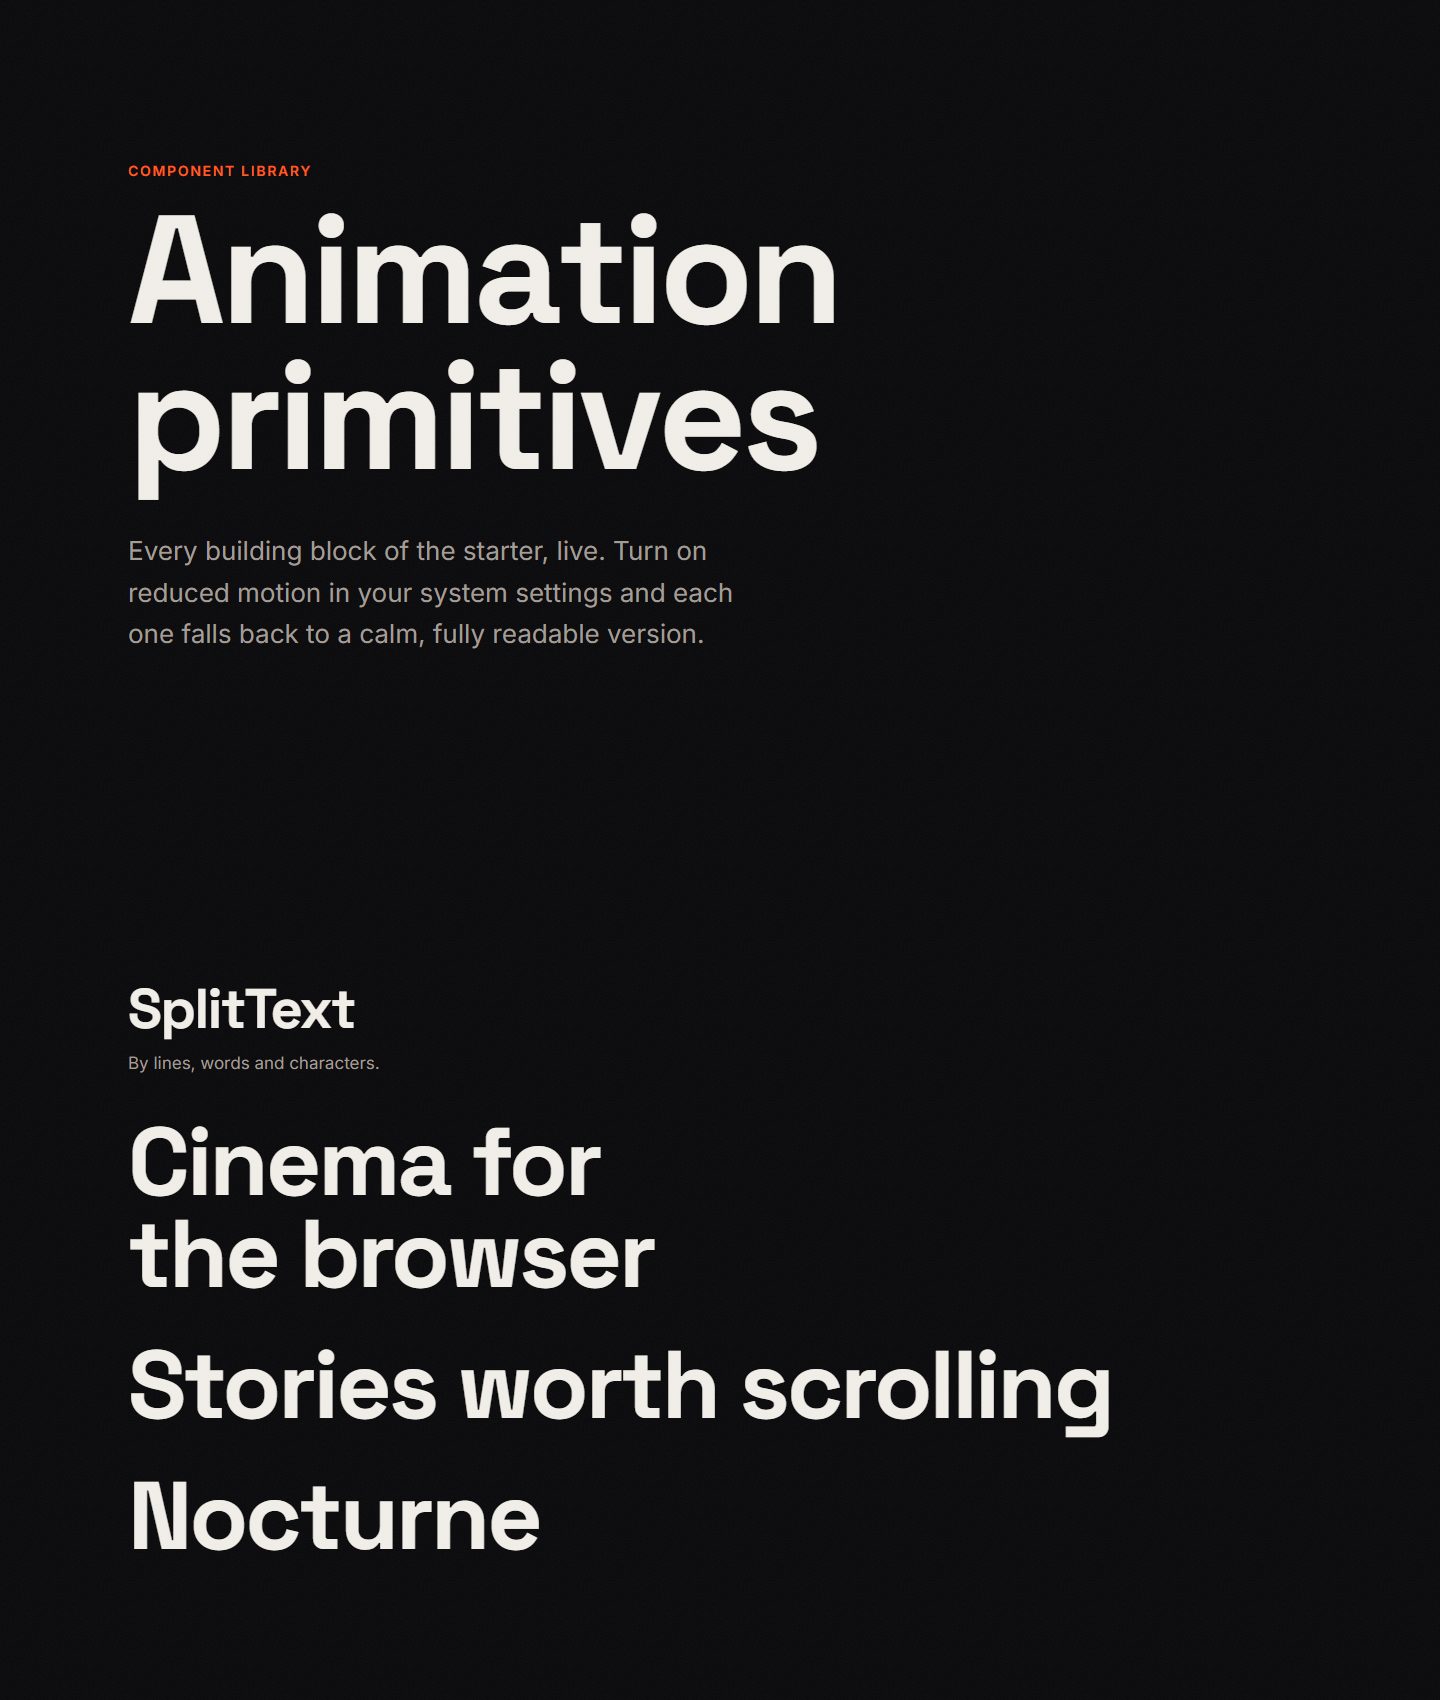 COMPONENT LIBRARY
Animation
primitives
Every building block of the starter, live. Turn on
reduced motion in your system settings and each
one falls back to a calm, fully readable version.
SplitText
By lines, words and characters.
Cinema for
the browser
Stories worth scrolling
Nocturne